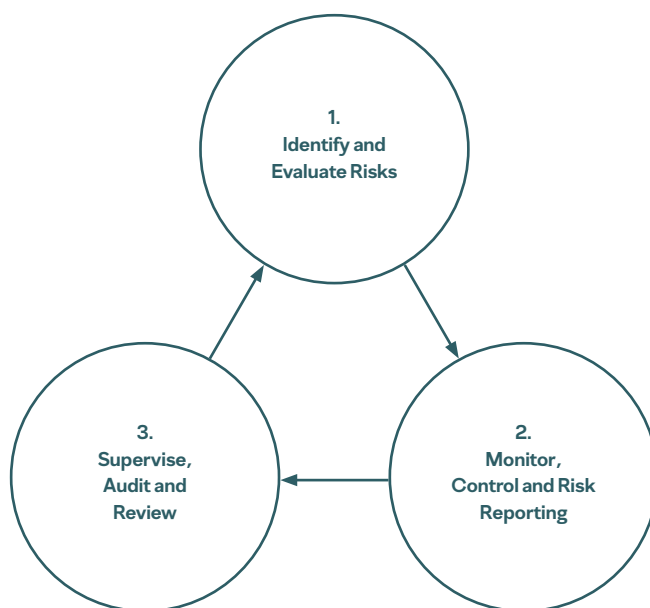 1.
Identify and
Evaluate Risks
2.
Monitor,
Control and Risk
Reporting
3.
Supervise,
Audit and
Review